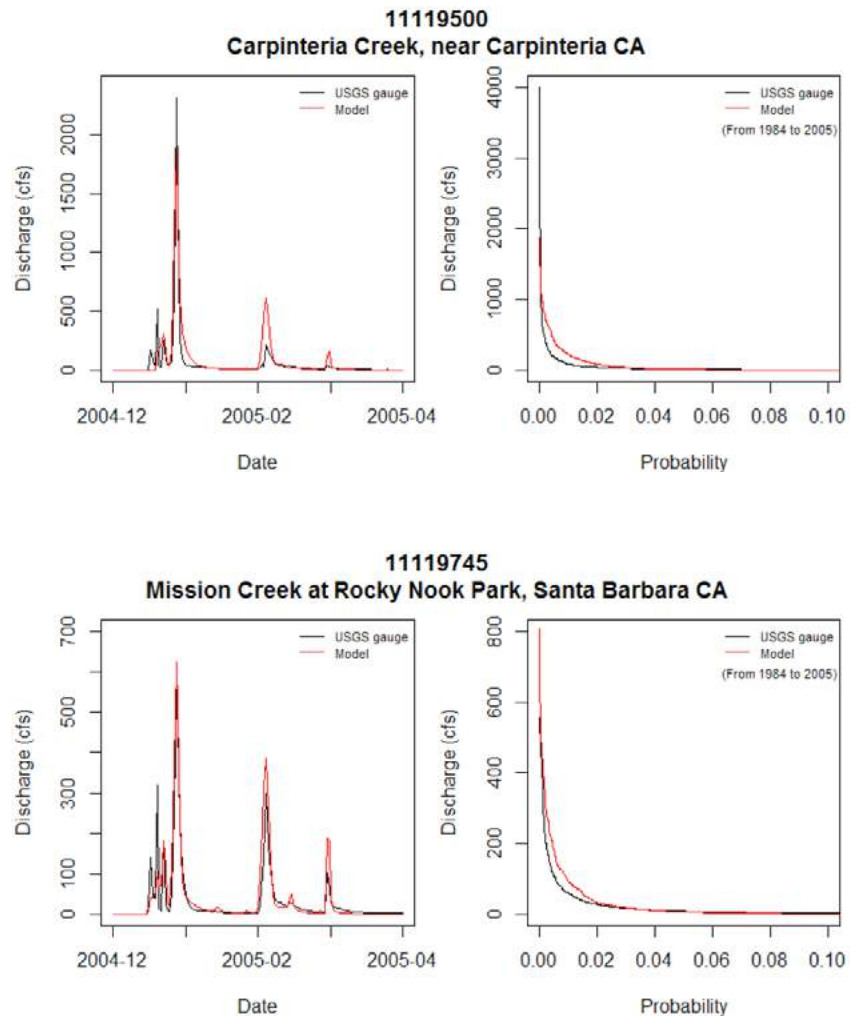 11119500
Carpinteria Creek, near Carpinteria CA
USGS gauge
Model
Discharge (cfs)
0
500
1000
1500
2000
2004-12
2005-02
2005-04
Date
USGS gauge
Model
(From 1984 to 2005)
Discharge (cfs)
0
1000
2000
3000
4000
0.00
0.02
0.04
0.06
0.08
0.10
Probability
11119745
Mission Creek at Rocky Nook Park, Santa Barbara CA
USGS gauge
Model
Discharge (cfs)
0
100
300
500
700
2004-12
2005-02
2005-04
Date
USGS gauge
Model
(From 1984 to 2005)
Discharge (cfs)
0
200
400
600
800
0.00
0.02
0.04
0.06
0.08
0.10
Probability